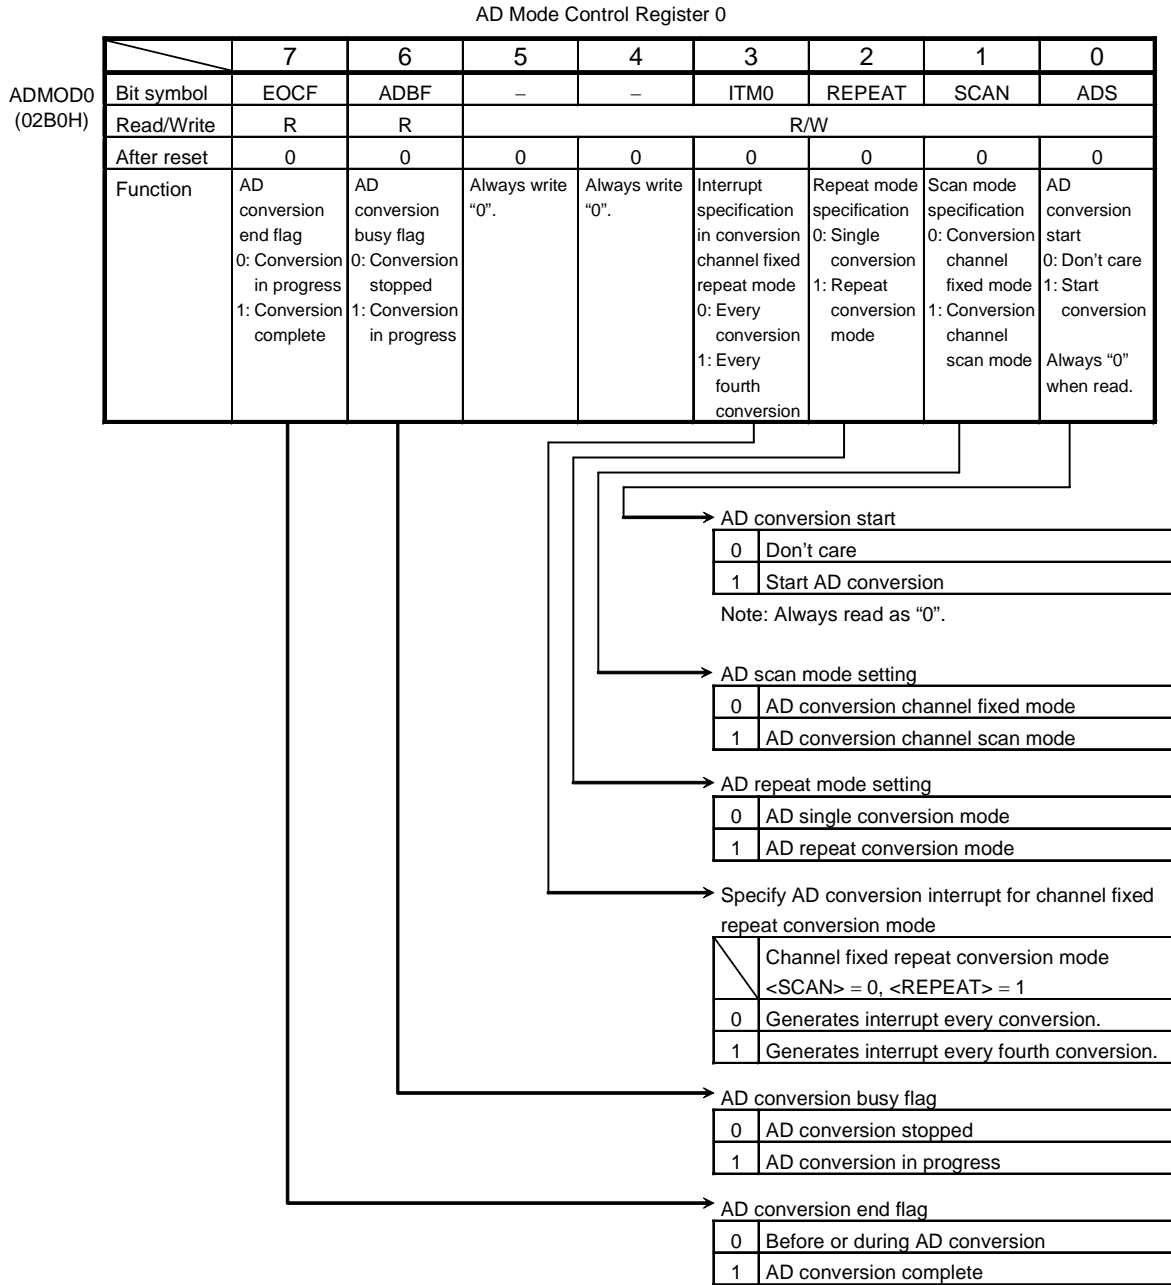 AD Mode Control Register 0
7 6 5 4 3 2 1 0
ADMOD0
(02B0H)
Bit symbol EOCF ADBF – – ITM0 REPEAT SCAN ADS
Read/Write R R R/W
After reset 0 0 0 0 0 0 0 0
Function
AD
conversion
end flag
0: Conversion
in progress
1: Conversion
complete
AD
conversion
busy flag
0: Conversion
stopped
1: Conversion
in progress
Always write
“0”.
Always write
“0”.
Interrupt
specification
in conversion
channel fixed
repeat mode
0: Every
conversion
1: Every
fourth
conversion
Repeat mode
specification
0: Single
conversion
1: Repeat
conversion
mode
Scan mode
specification
0: Conversion
channel
fixed mode
1: Conversion
channel
scan mode
AD
conversion
start
0: Don’t care
1: Start
conversion
Always “0”
when read.
AD conversion start
0 Don’t care
1 Start AD conversion
Note: Always read as “0”.
AD scan mode setting
0 AD conversion channel fixed mode
1 AD conversion channel scan mode
AD repeat mode setting
0 AD single conversion mode
1 AD repeat conversion mode
Specify AD conversion interrupt for channel fixed
repeat conversion mode
Channel fixed repeat conversion mode
<SCAN> = 0, <REPEAT> = 1
0 Generates interrupt every conversion.
1 Generates interrupt every fourth conversion.
AD conversion busy flag
0 AD conversion stopped
1 AD conversion in progress
AD conversion end flag
0 Before or during AD conversion
1 AD conversion complete